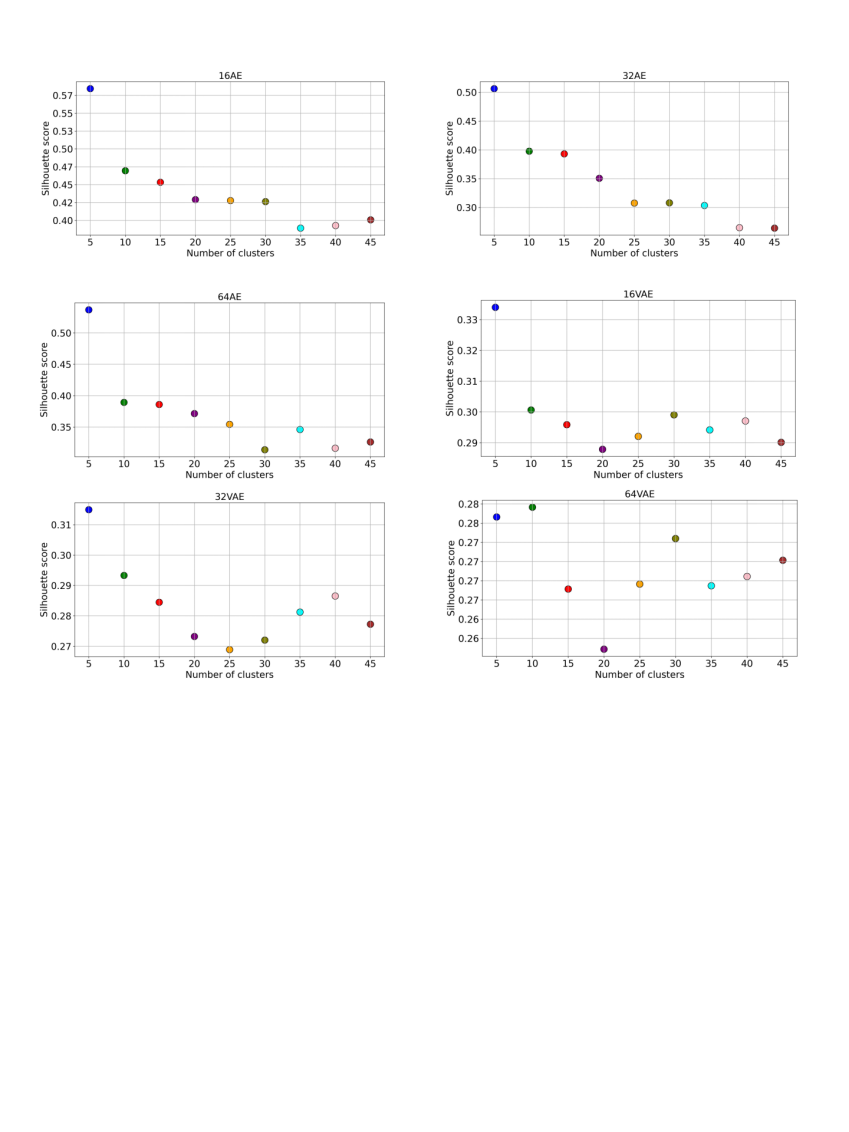 16AE
Silhouette score
0.57
0.55
0.53
0.50
0.47
0.45
0.42
0.40
5 10 15 20 25 30 35 40 45
Number of clusters
32AE
Silhouette score
0.50
0.45
0.40
0.35
0.30
5 10 15 20 25 30 35 40 45
Number of clusters
64AE
Silhouette score
0.50
0.45
0.40
0.35
5 10 15 20 25 30 35 40 45
Number of clusters
16VAE
Silhouette score
0.33
0.32
0.31
0.30
0.29
5 10 15 20 25 30 35 40 45
Number of clusters
32VAE
Silhouette score
0.31
0.30
0.29
0.28
0.27
5 10 15 20 25 30 35 40 45
Number of clusters
64VAE
Silhouette score
0.28
0.28
0.27
0.27
0.27
0.26
0.26
5 10 15 20 25 30 35 40 45
Number of clusters